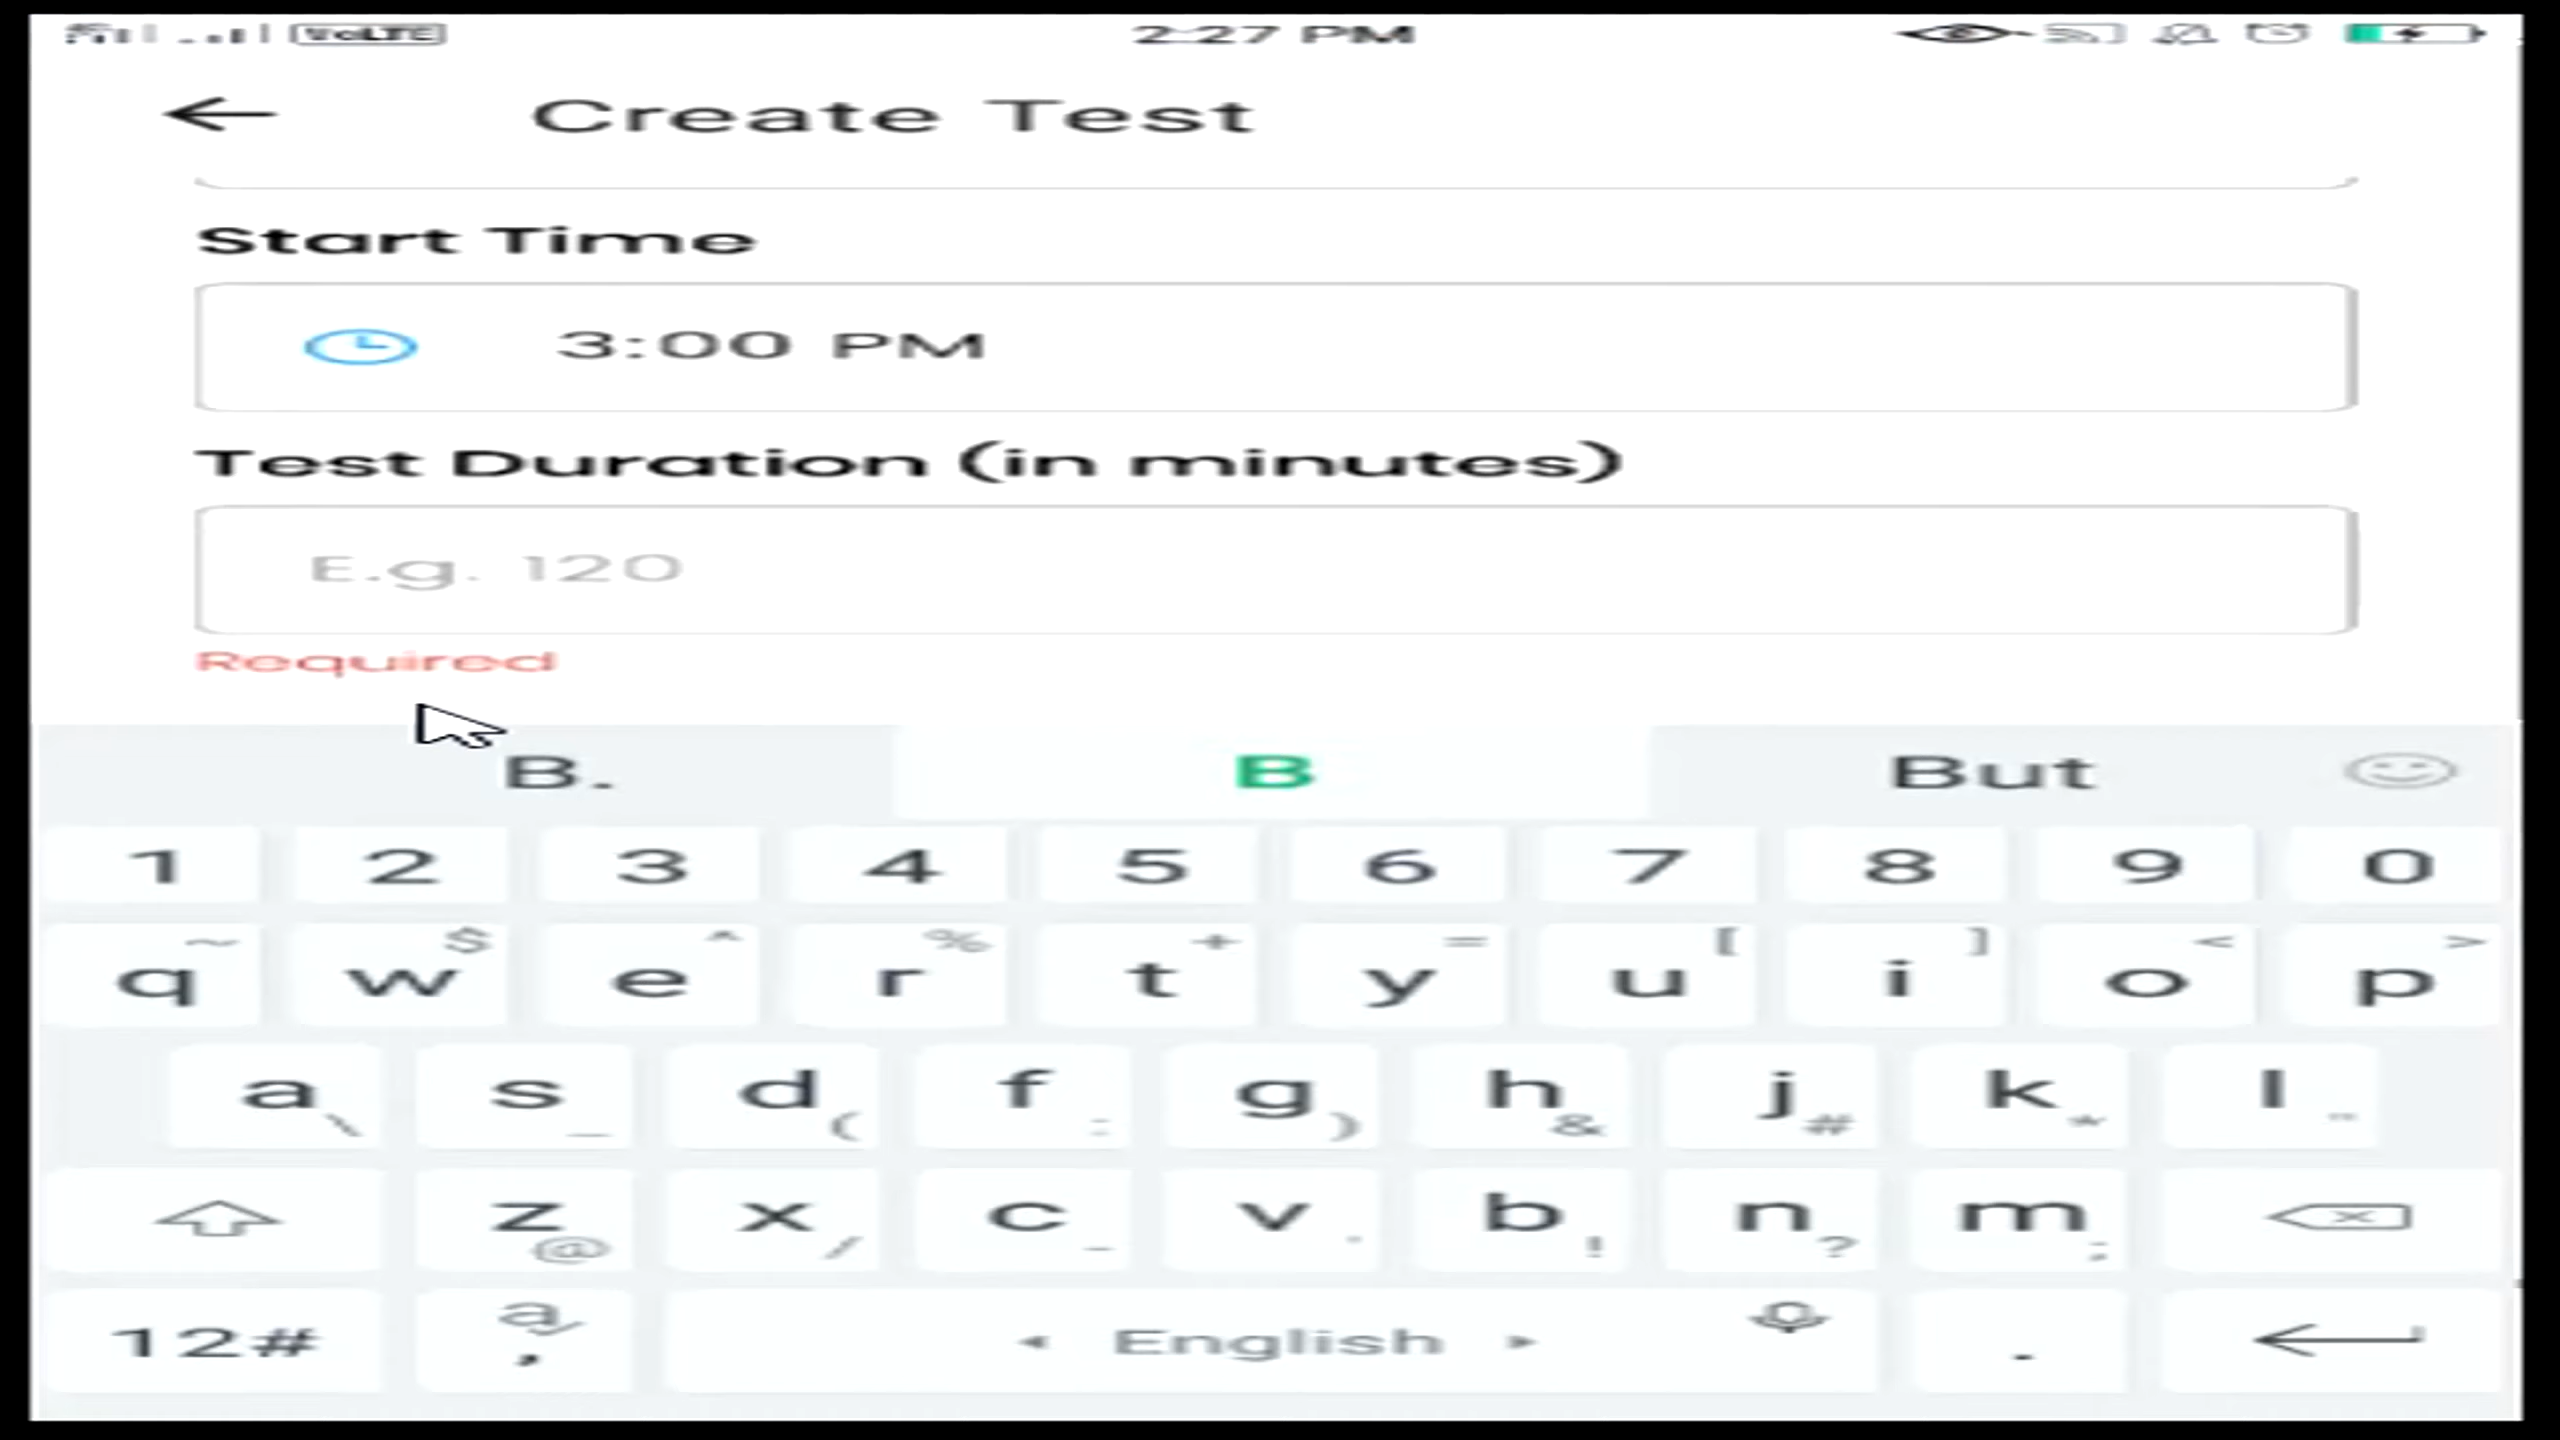 VoLTE 2:27 PM
Create Test
Start Time
3:00 PM
Test Duration (in minutes)
E.g. 120
Required
B. B But
1 2 3 4 5 6 7 8 9 0
~ $ ^ % + = [ ] < >
q w e r t y u i o p
a s d f g h j k l
\ _ ( : ) & # * "
z x c v b n m
@ / - ' ! ? ;
12# , English .